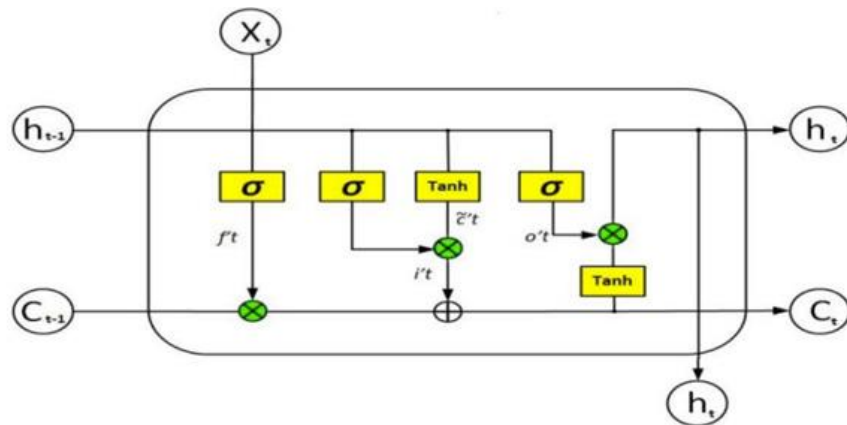 Xt
ht-1
ht
σ
σ
Tanh
σ
c̃'t
f't
o't
i't
Tanh
Ct-1
Ct
ht